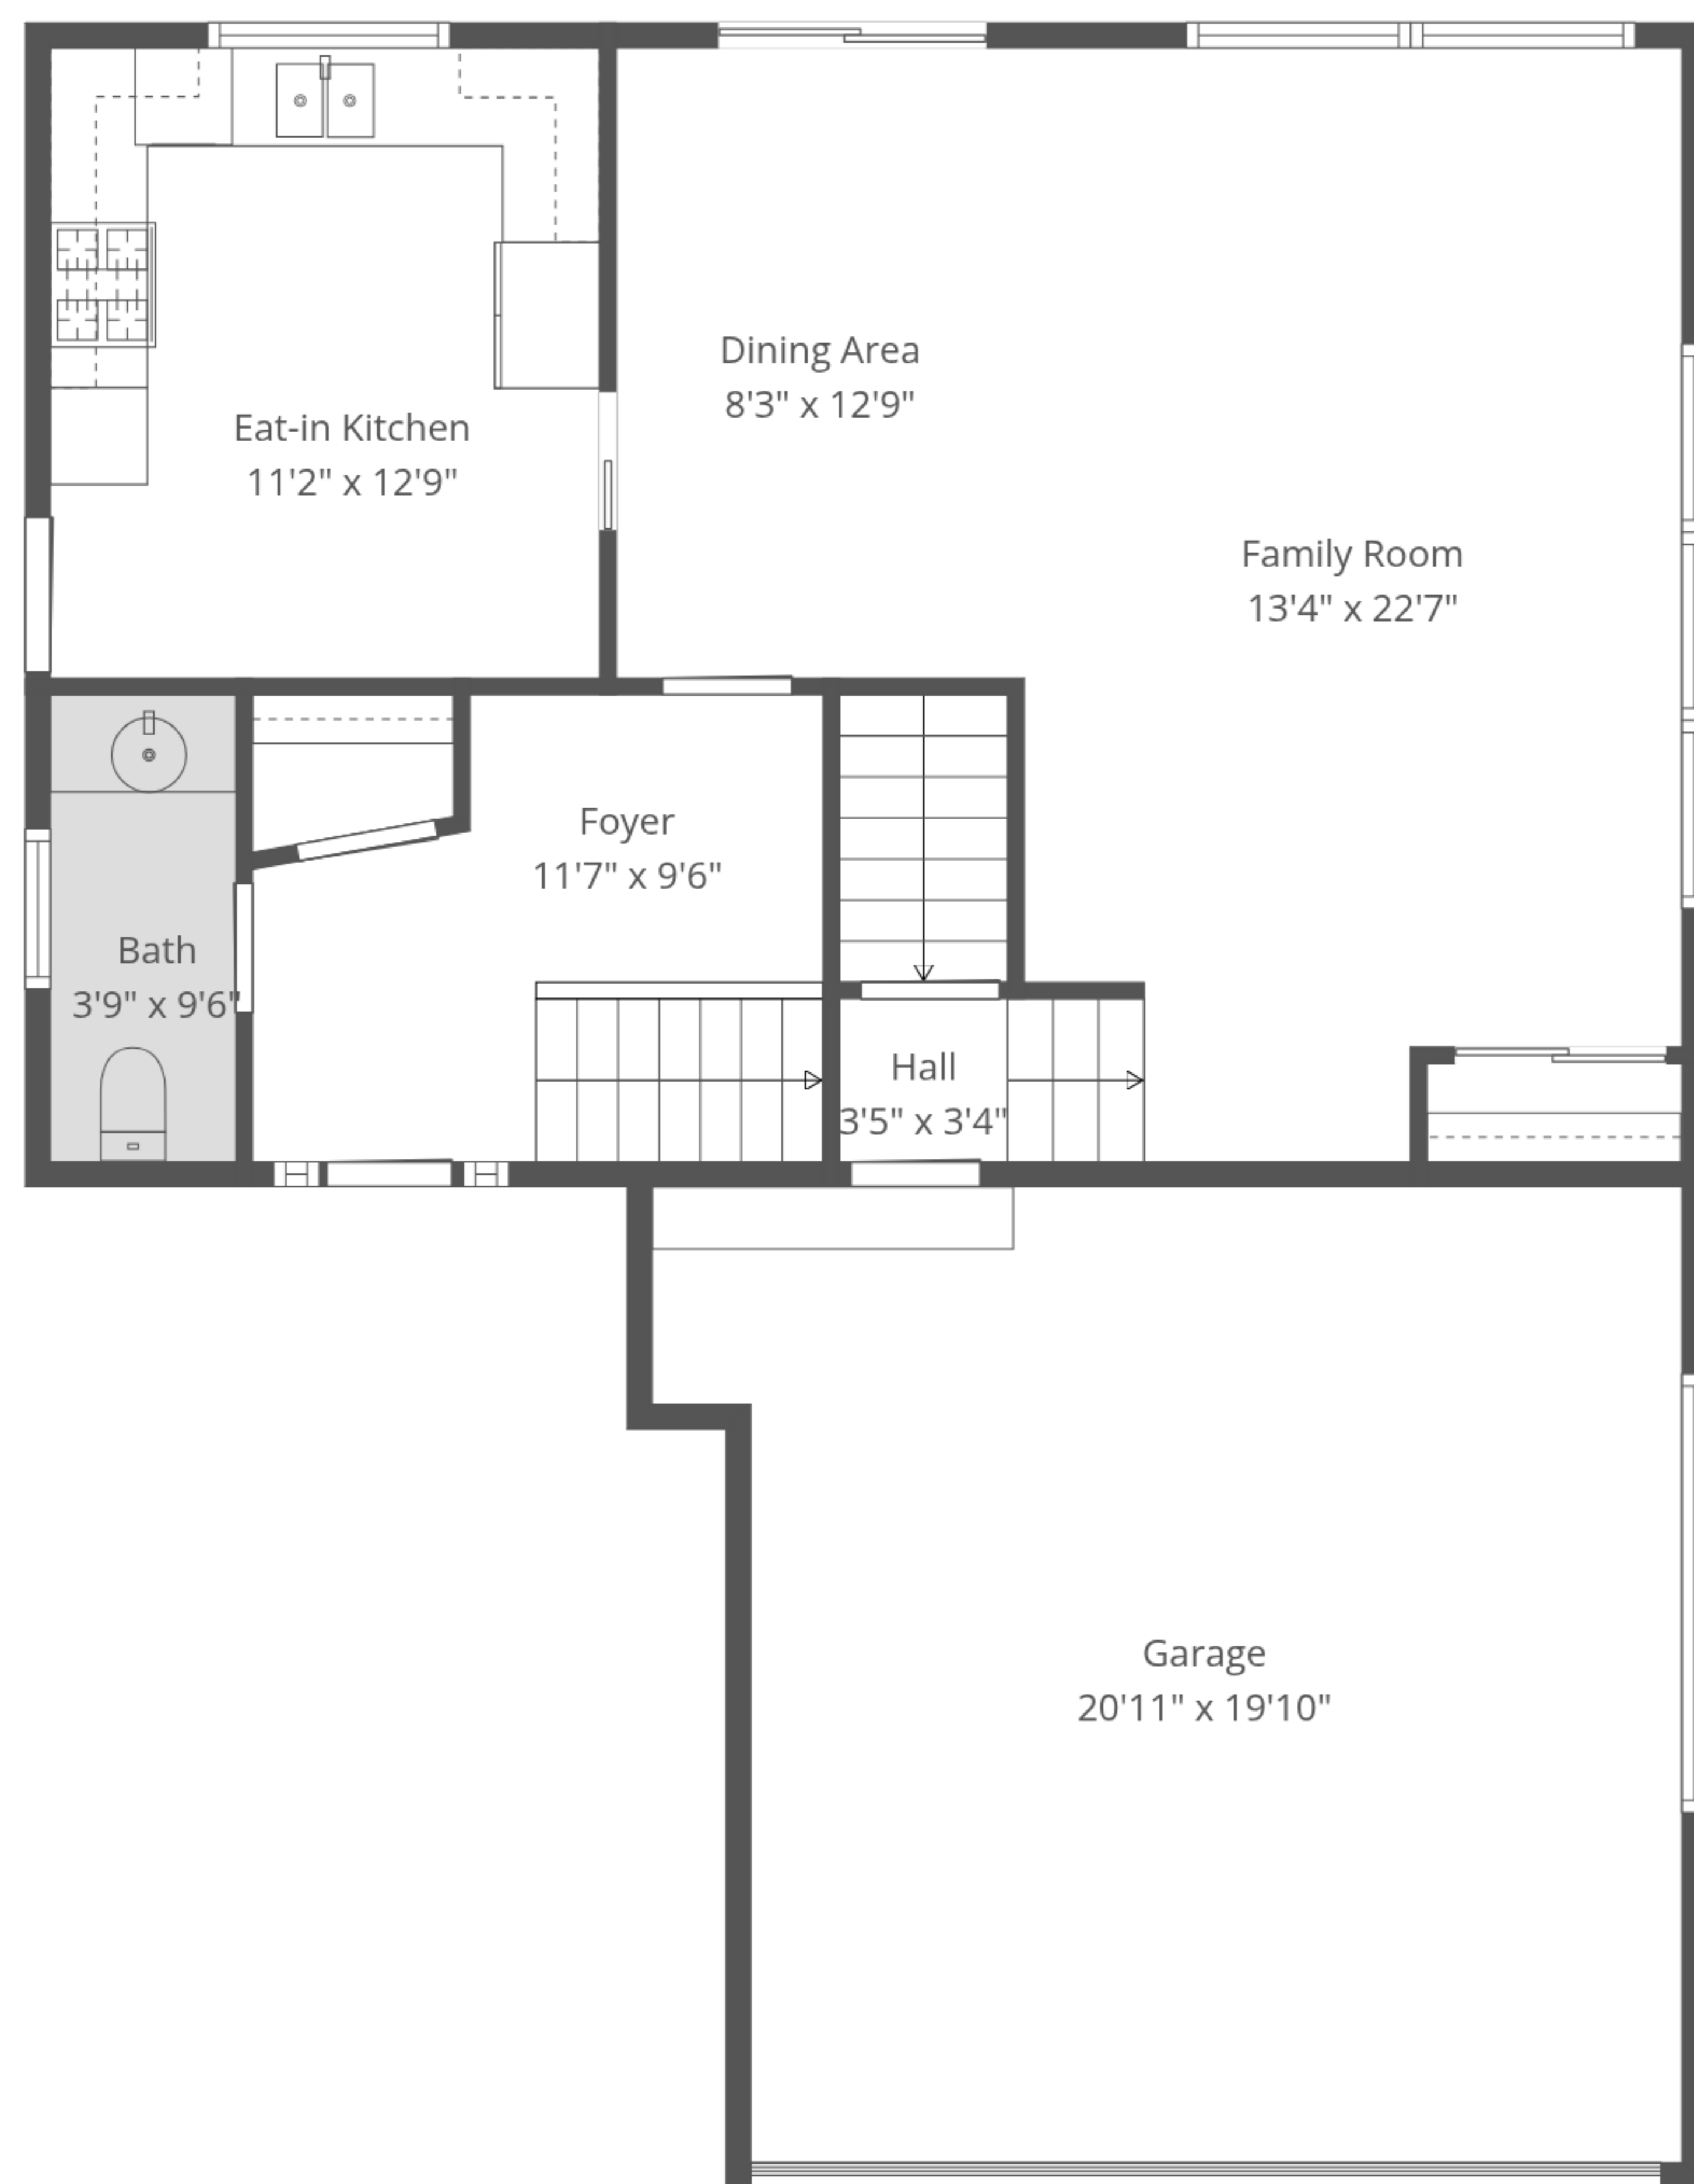 Dining Area
8'3" x 12'9"
Eat-in Kitchen
11'2" x 12'9"
Family Room
13'4" x 22'7"
Foyer
11'7" x 9'6"
Bath
3'9" x 9'6"
Hall
3'5" x 3'4"
Garage
20'11" x 19'10"